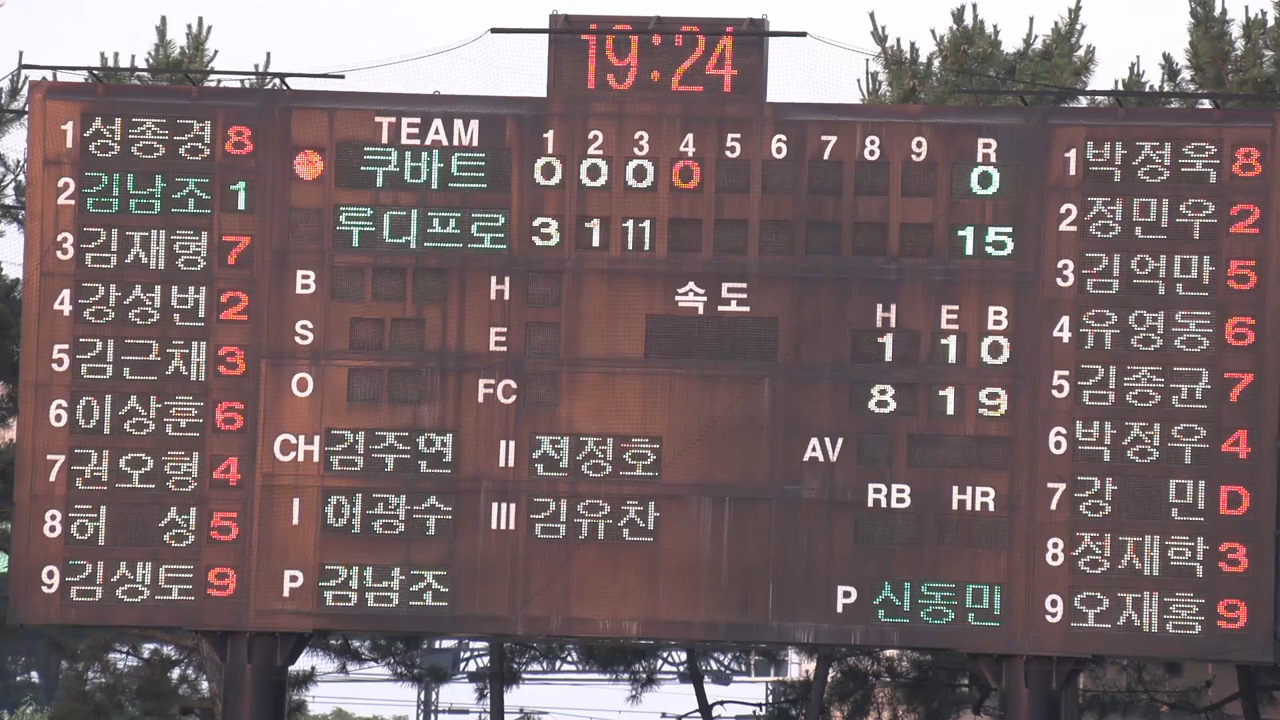 19:24
1 성종경 8
2 김남조 1
3 김재형 7
4 강성번 2
5 김근재 3
6 이상훈 6
7 권오형 4
8 허 성 5
9 김생토 9
TEAM 1 2 3 4 5 6 7 8 9 R
쿠바드 0 0 0 0 0
루디프로 3 1 11 15
B H 속도
S E
O FC
H E B
1 1 0
8 1 9
CH 김주연 II 전정호 AV
I 이광수 III 김유찬 RB HR
P 김남조 P 신동민
1 박정욱 8
2 정민우 2
3 김억만 5
4 유영동 6
5 김종균 7
6 박정우 4
7 강 민 D
8 정재학 3
9 오재홈 9